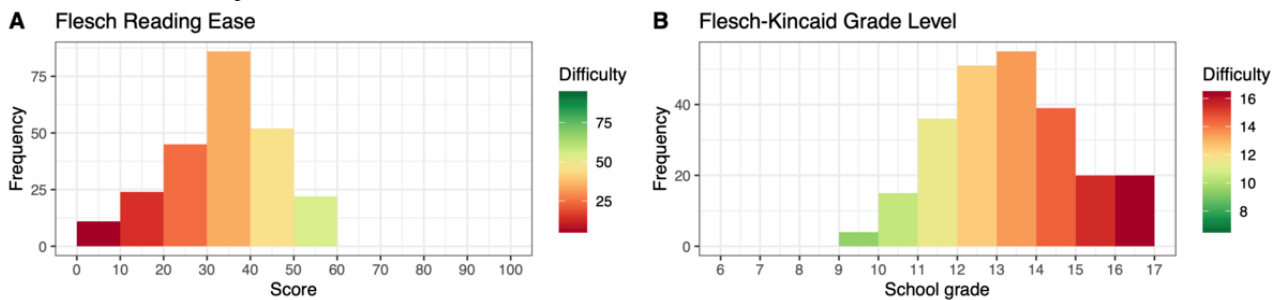 A Flesch Reading Ease
Frequency
75
50
25
0
0 10 20 30 40 50 60 70 80 90 100
Score
Difficulty
75
50
25
B Flesch-Kincaid Grade Level
Frequency
40
20
0
6 7 8 9 10 11 12 13 14 15 16 17
School grade
Difficulty
16
14
12
10
8